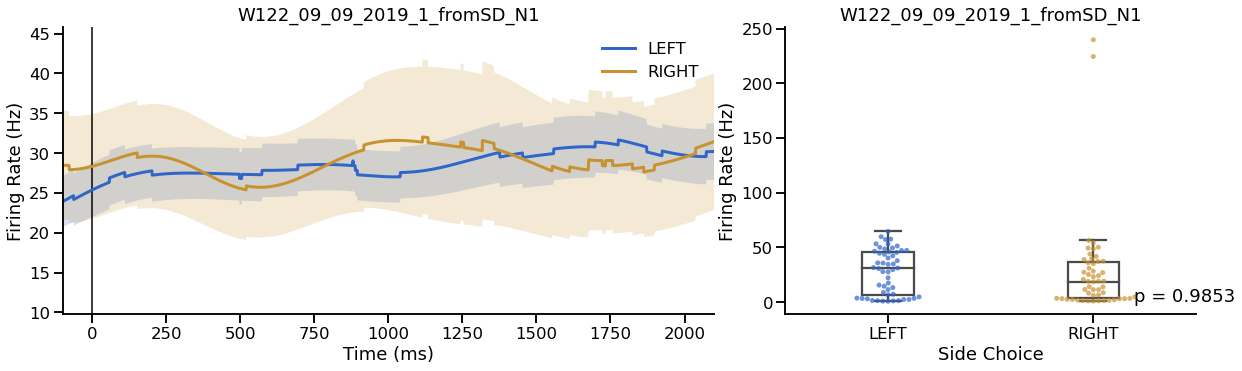 W122_09_09_2019_1_fromSD_N1
45
40
35
30
25
20
15
10
Firing Rate (Hz)
LEFT
RIGHT
0
250
500
750
1000
1250
1500
1750
2000
Time (ms)
W122_09_09_2019_1_fromSD_N1
250
200
150
100
50
0
Firing Rate (Hz)
p = 0.9853
LEFT
RIGHT
Side Choice